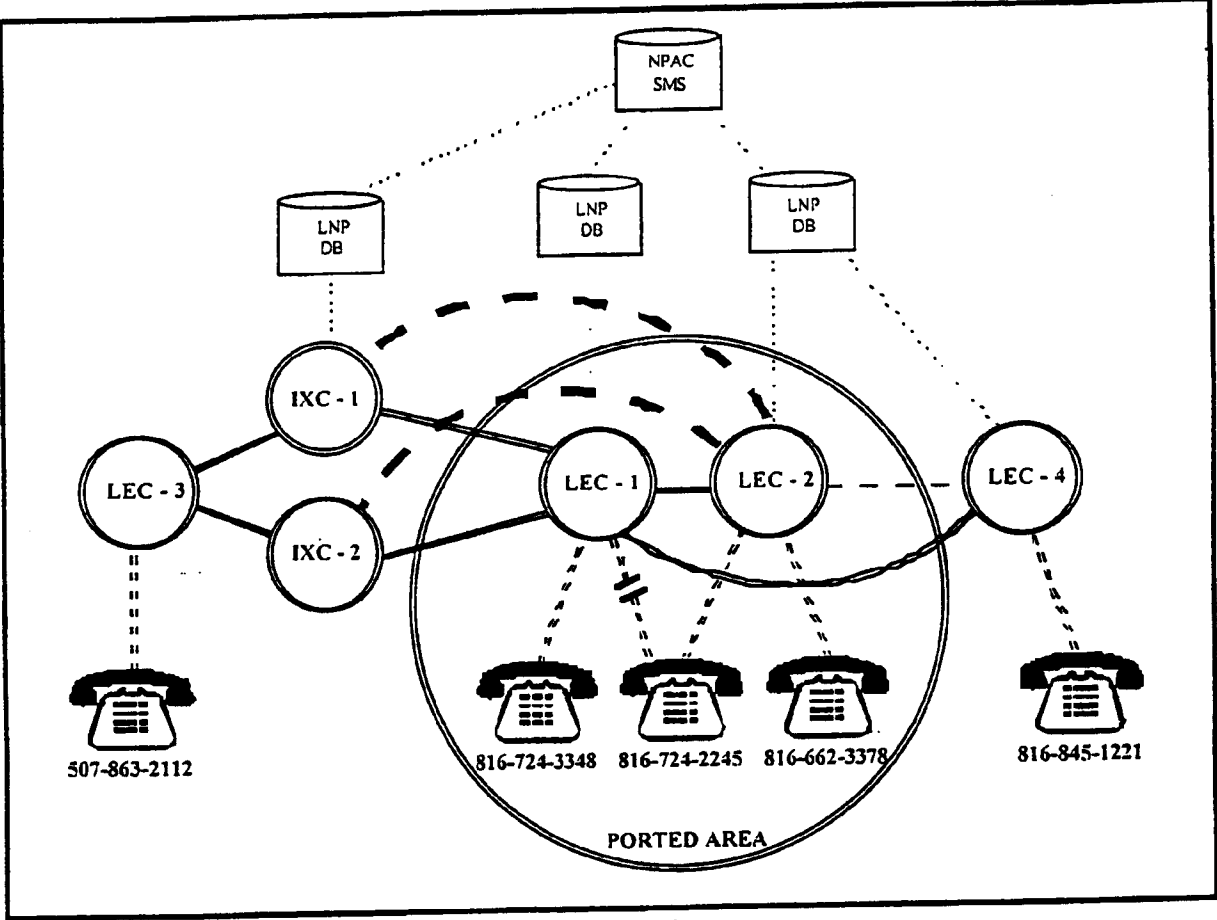 NPAC
SMS
LNP
DB
LNP
DB
LNP
DB
IXC - 1
LEC - 3
LEC - 1
LEC - 2
LEC - 4
IXC - 2
507-863-2112
816-724-3348
816-724-2245
816-662-3378
816-845-1221
PORTED AREA